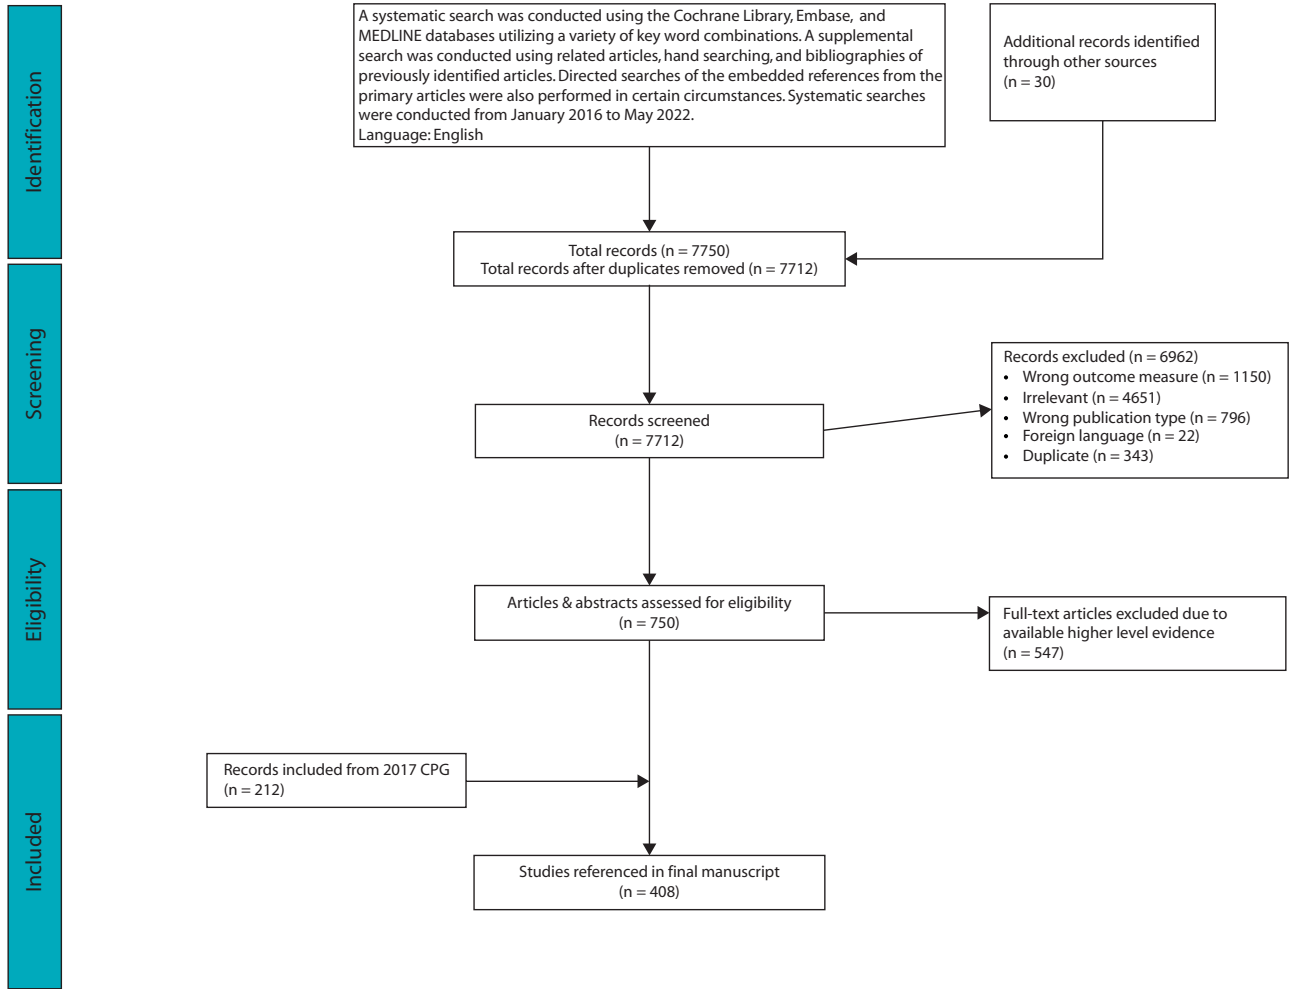 Identification
A systematic search was conducted using the Cochrane Library, Embase, and
MEDLINE databases utilizing a variety of key word combinations. A supplemental
search was conducted using related articles, hand searching, and bibliographies of
previously identified articles. Directed searches of the embedded references from the
primary articles were also performed in certain circumstances. Systematic searches
were conducted from January 2016 to May 2022.
Language: English
Additional records identified
through other sources
(n = 30)
Total records (n = 7750)
Total records after duplicates removed (n = 7712)
Screening
Records screened
(n = 7712)
Records excluded (n = 6962)
• Wrong outcome measure (n = 1150)
• Irrelevant (n = 4651)
• Wrong publication type (n = 796)
• Foreign language (n = 22)
• Duplicate (n = 343)
Eligibility
Articles & abstracts assessed for eligibility
(n = 750)
Full-text articles excluded due to
available higher level evidence
(n = 547)
Included
Records included from 2017 CPG
(n = 212)
Studies referenced in final manuscript
(n = 408)